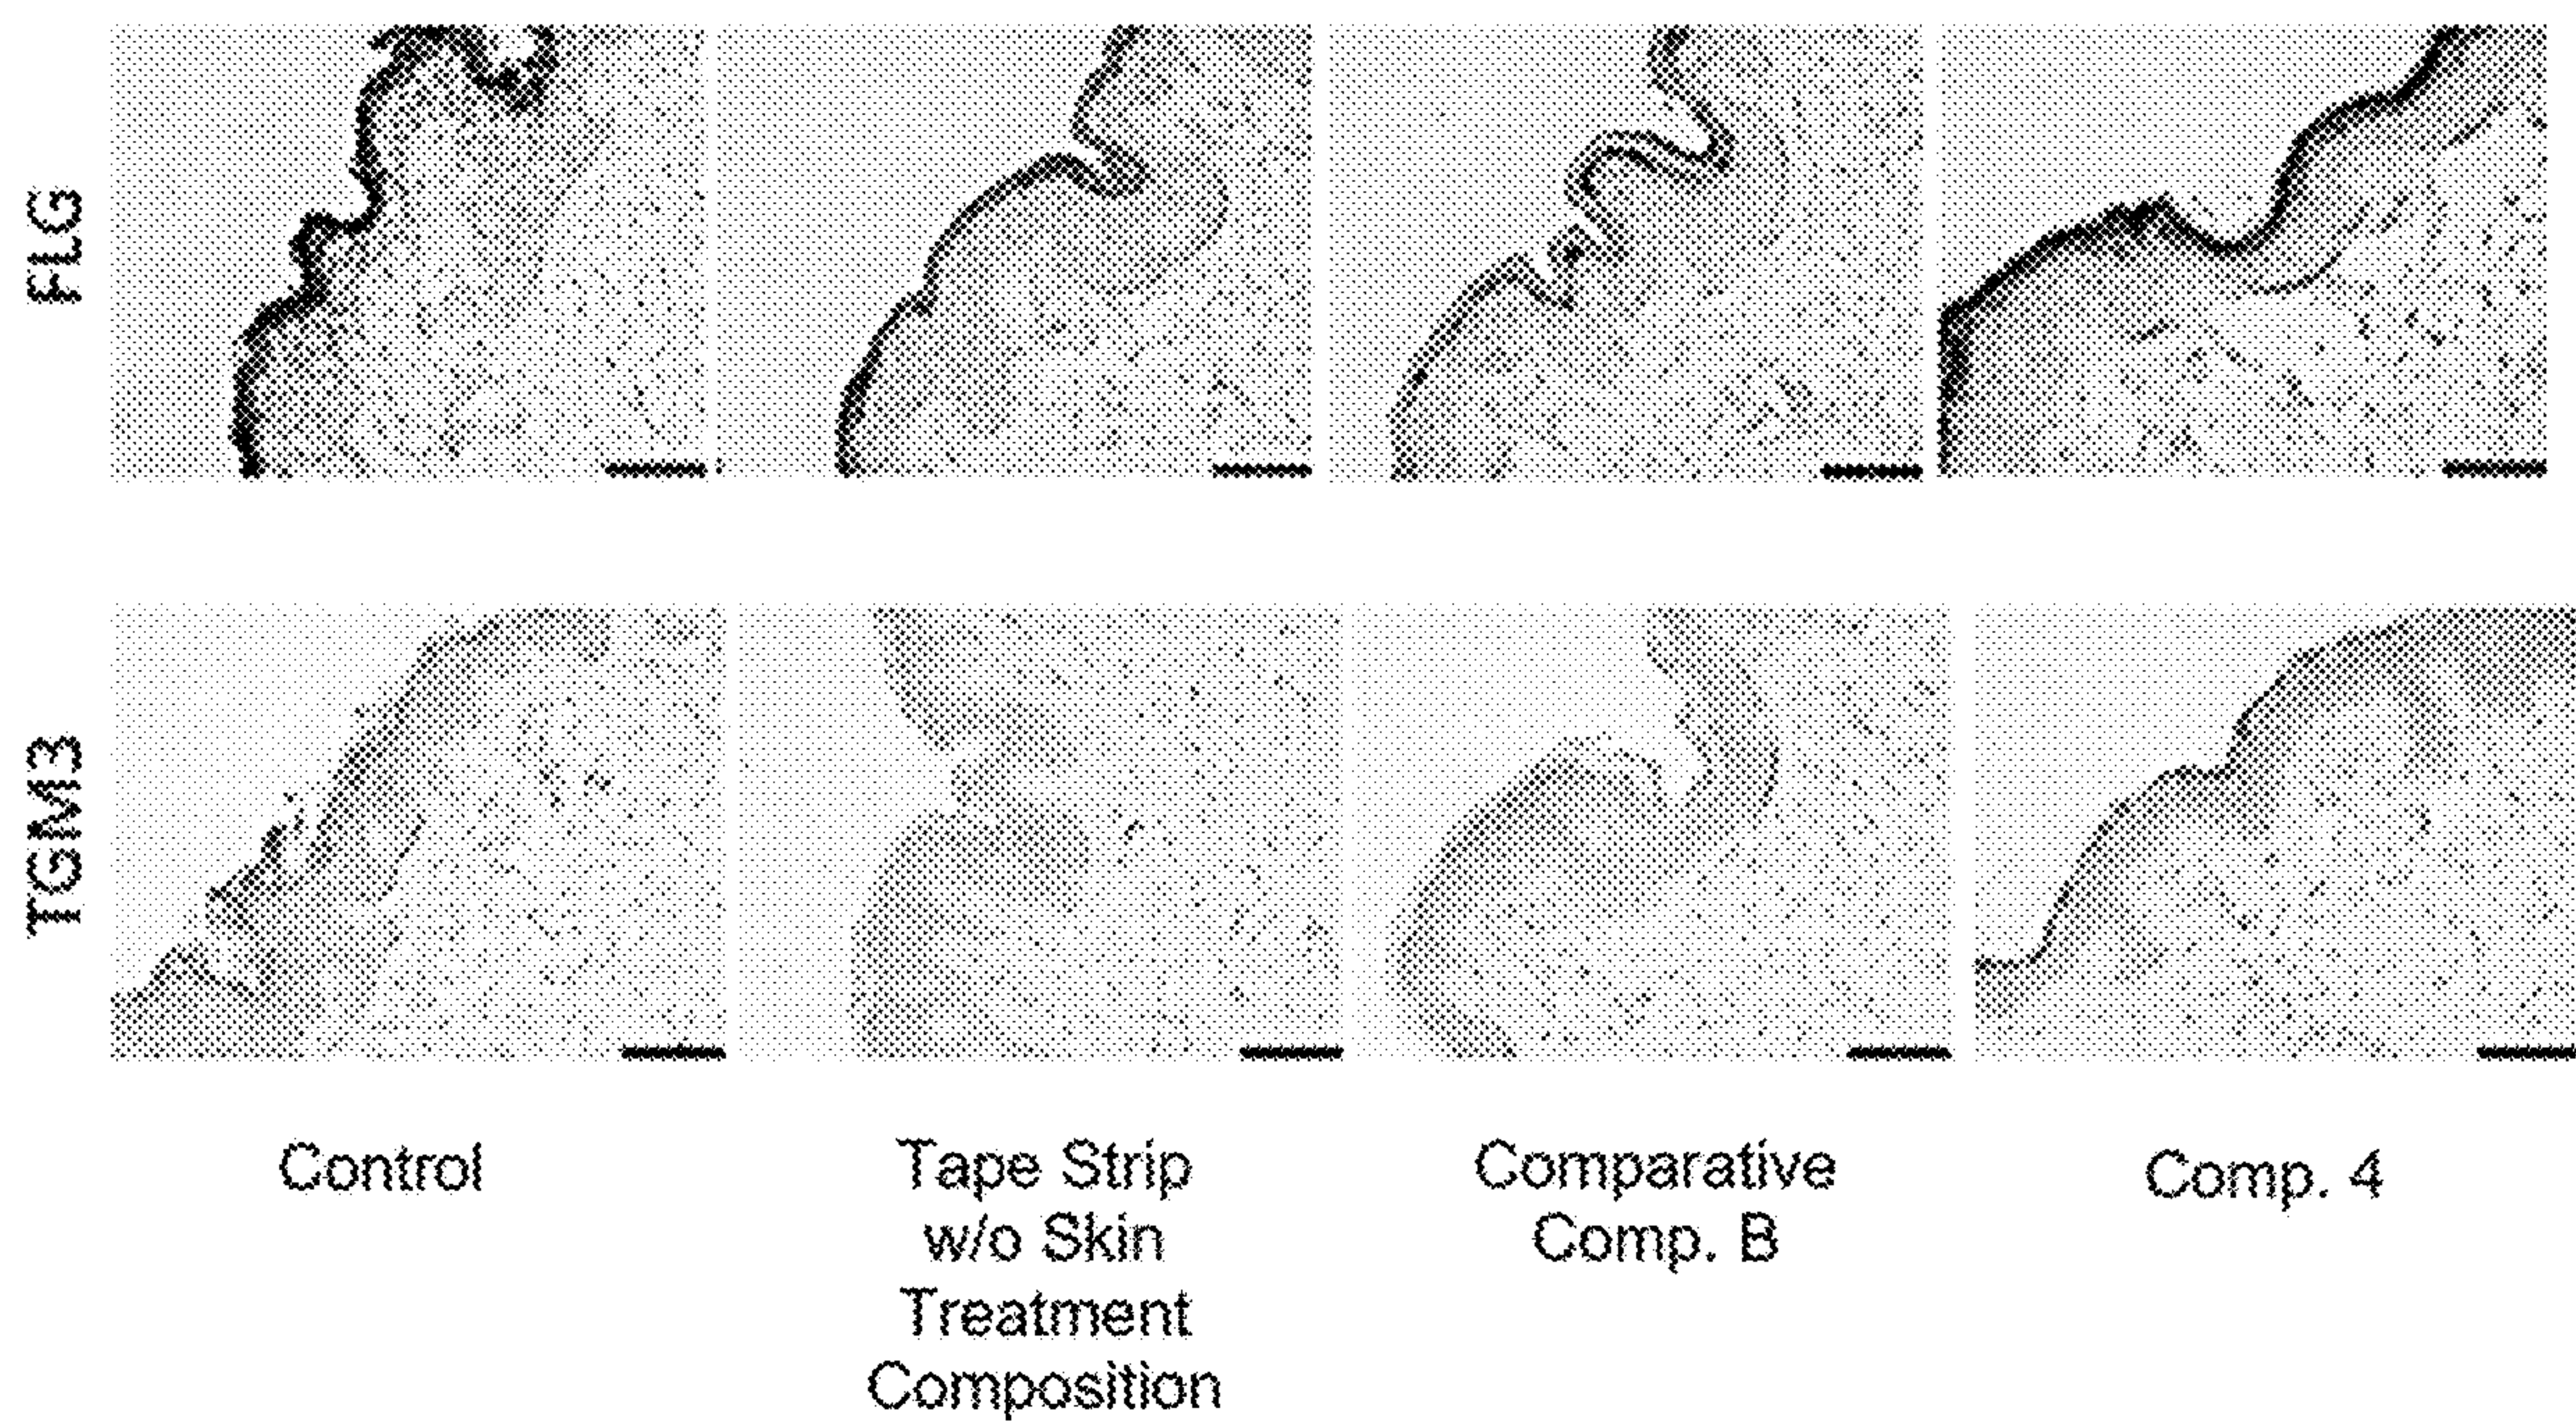 FLG
TGM3
Control
Tape Strip
w/o Skin
Treatment
Composition
Comparative
Comp. B
Comp. 4